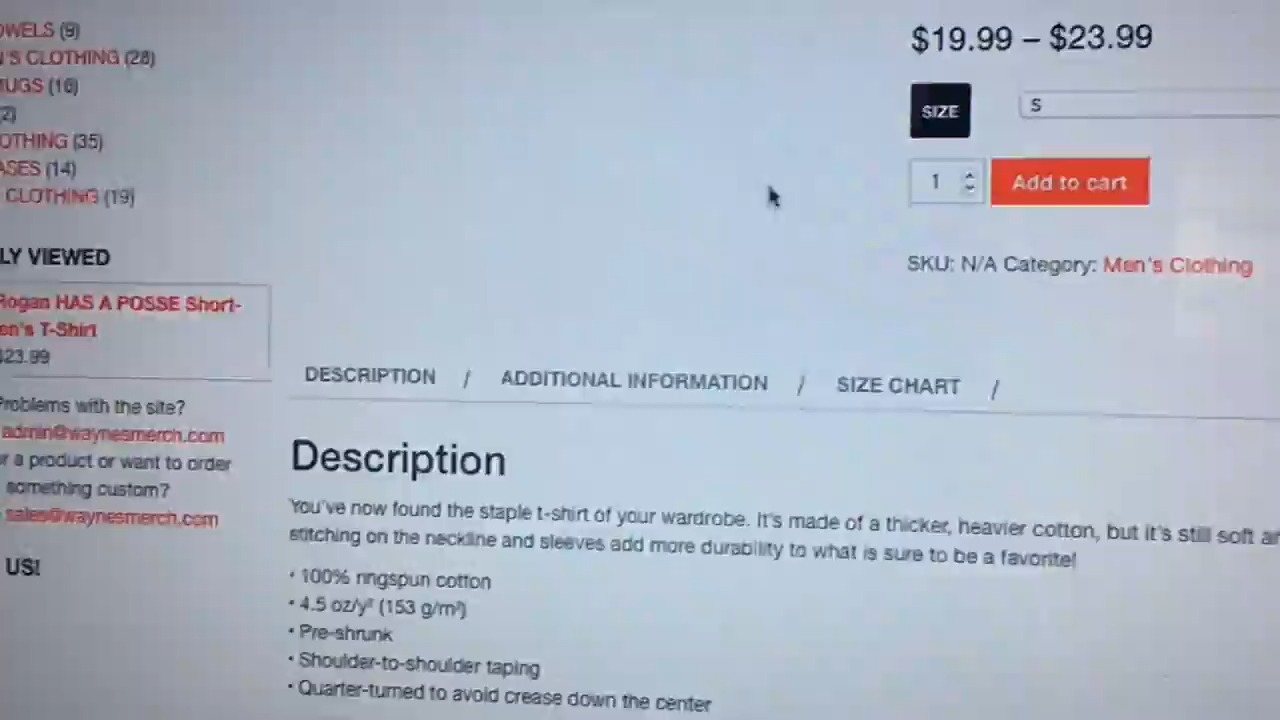 OWELS (9)
N'S CLOTHING (28)
MUGS (16)
(2)
OTHING (35)
ASES (14)
CLOTHING (19)
LY VIEWED
Rogan HAS A POSSE Short-
en's T-Shirt
$23.99
Problems with the site?
admin@waynesmerch.com
or a product or want to order
something custom?
sales@waynesmerch.com
US!
$19.99 – $23.99
SIZE
S
1
Add to cart
SKU: N/A Category: Men's Clothing
DESCRIPTION / ADDITIONAL INFORMATION / SIZE CHART /
Description
You've now found the staple t-shirt of your wardrobe. It's made of a thicker, heavier cotton, but it's still soft an
stitching on the neckline and sleeves add more durability to what is sure to be a favorite!
• 100% ringspun cotton
• 4.5 oz/y² (153 g/m²)
• Pre-shrunk
• Shoulder-to-shoulder taping
• Quarter-turned to avoid crease down the center